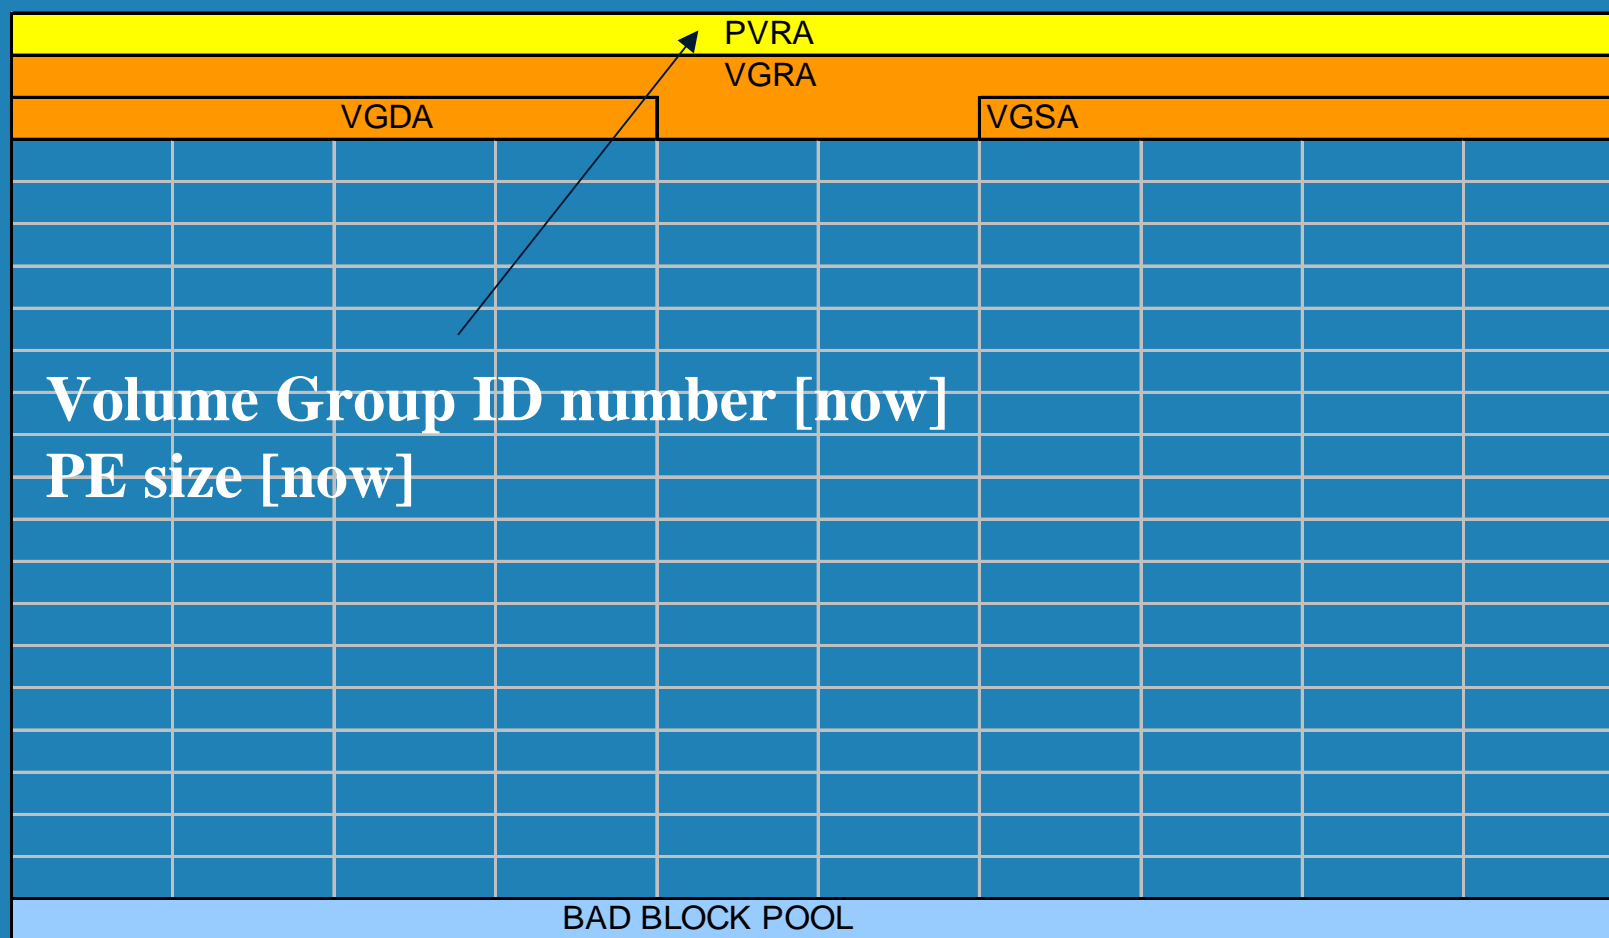 PVRA
VGRA
VGDA VGSA
Volume Group ID number [now]
PE size [now]
BAD BLOCK POOL